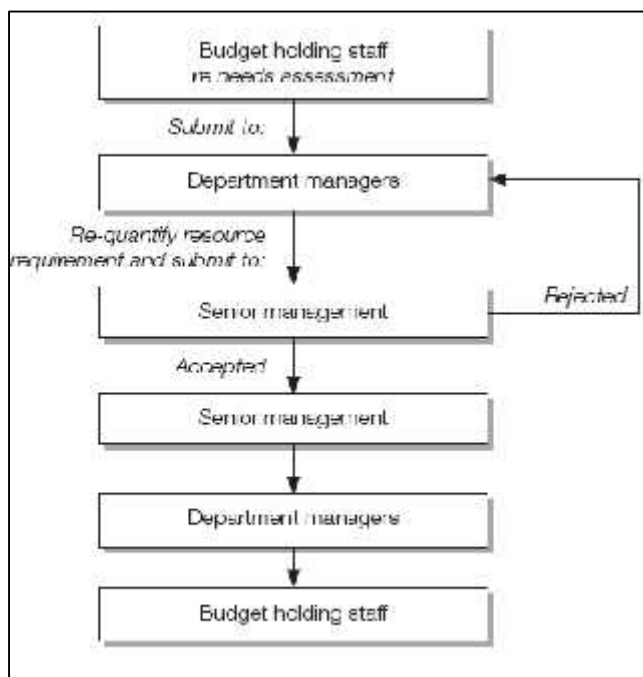 Budget holding staff
re needs assessment
Submit to:
Department managers
Re-quantify resource
requirement and submit to:
Rejected
Senior management
Accepted
Senior management
Department managers
Budget holding staff